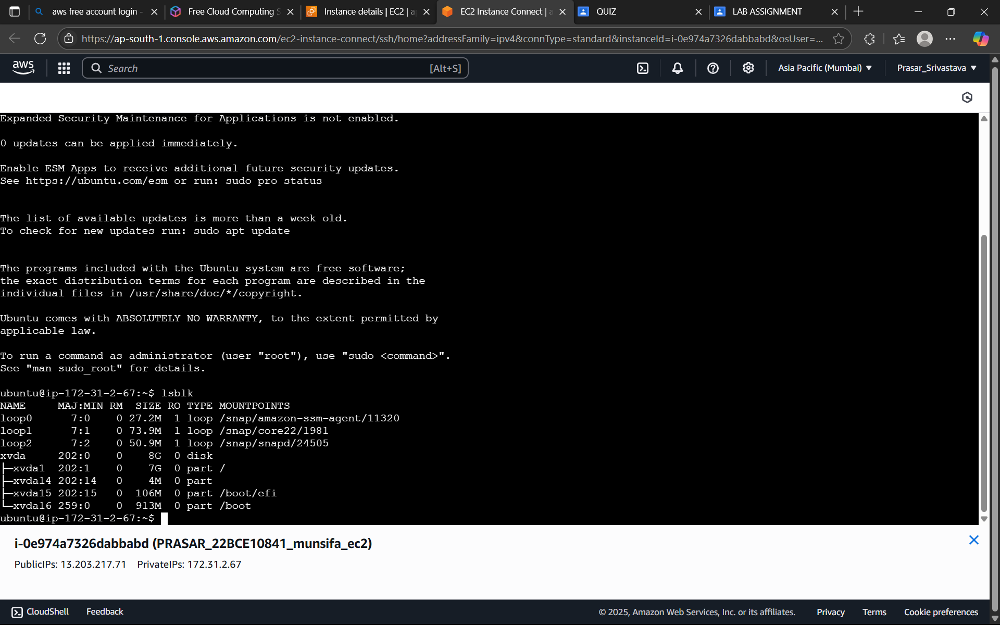 aws free account login -
Free Cloud Computing S
Instance details | EC2 | a
EC2 Instance Connect | a
QUIZ
LAB ASSIGNMENT
https://ap-south-1.console.aws.amazon.com/ec2-instance-connect/ssh/home?addressFamily=ipv4&connType=standard&instanceId=i-0e974a7326dabbabd&osUser=...
aws
Search
[Alt+S]
Asia Pacific (Mumbai)
Prasar_Srivastava
Expanded Security Maintenance for Applications is not enabled.
0 updates can be applied immediately.
Enable ESM Apps to receive additional future security updates.
See https://ubuntu.com/esm or run: sudo pro status
The list of available updates is more than a week old.
To check for new updates run: sudo apt update
The programs included with the Ubuntu system are free software;
the exact distribution terms for each program are described in the
individual files in /usr/share/doc/*/copyright.
Ubuntu comes with ABSOLUTELY NO WARRANTY, to the extent permitted by
applicable law.
To run a command as administrator (user "root"), use "sudo <command>".
See "man sudo_root" for details.
ubuntu@ip-172-31-2-67:~$ lsblk
NAME     MAJ:MIN RM  SIZE RO TYPE MOUNTPOINTS
loop0      7:0    0 27.2M  1 loop /snap/amazon-ssm-agent/11320
loop1      7:1    0 73.9M  1 loop /snap/core22/1981
loop2      7:2    0 50.9M  1 loop /snap/snapd/24505
xvda     202:0    0    8G  0 disk
├─xvda1  202:1    0    7G  0 part /
├─xvda14 202:14   0    4M  0 part
├─xvda15 202:15   0  106M  0 part /boot/efi
└─xvda16 259:0    0  913M  0 part /boot
ubuntu@ip-172-31-2-67:~$
i-0e974a7326dabbabd (PRASAR_22BCE10841_munsifa_ec2)
PublicIPs: 13.203.217.71 PrivateIPs: 172.31.2.67
CloudShell
Feedback
© 2025, Amazon Web Services, Inc. or its affiliates.
Privacy
Terms
Cookie preferences